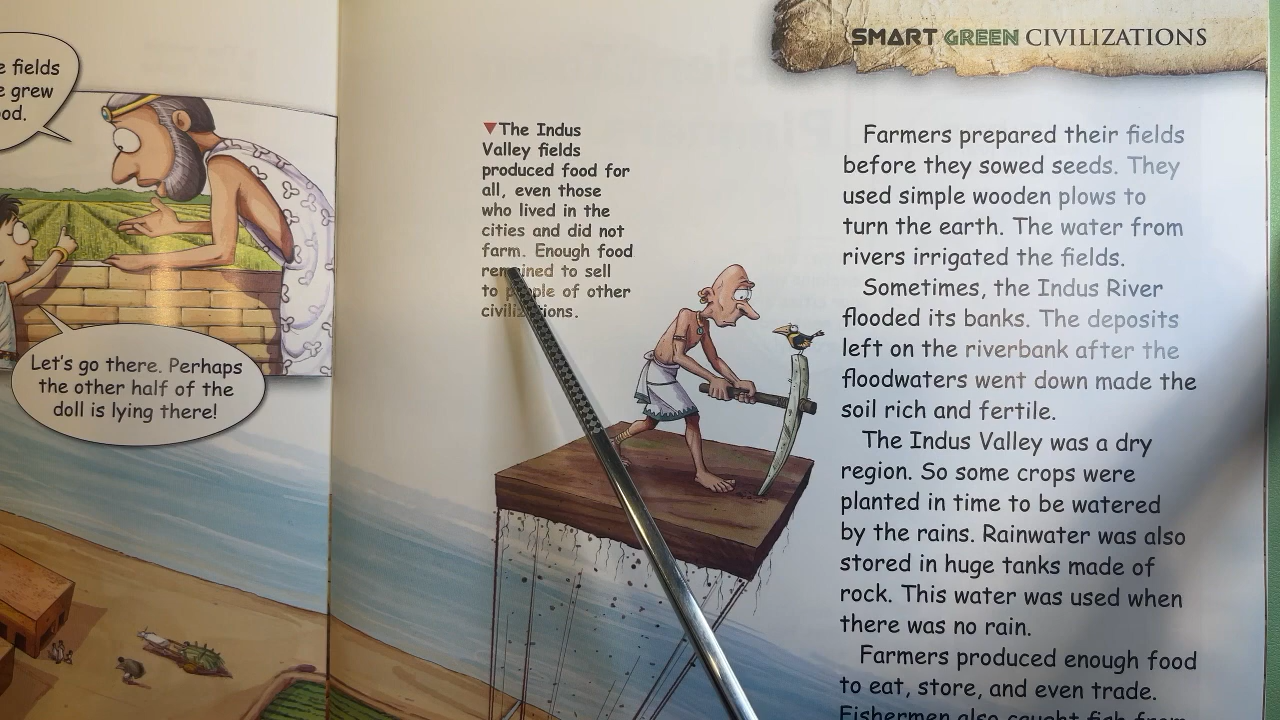 e fields
e grew
od.
Let's go there. Perhaps
the other half of the
doll is lying there!
SMART GREEN CIVILIZATIONS
The Indus
Valley fields
produced food for
all, even those
who lived in the
cities and did not
farm. Enough food
to sell
to of other
Farmers prepared their fields
before they sowed seeds. They
used simple wooden plows to
turn the earth. The water from
rivers irrigated the fields.
Sometimes, the Indus River
flooded its banks. The deposits
left on the riverbank after the
floodwaters went down made the
soil rich and fertile.
The Indus Valley was a dry
region. So some crops were
planted in time to be watered
by the rains. Rainwater was also
stored in huge tanks made of
rock. This water was used when
there was no rain.
Farmers produced enough food
to eat, store, and even trade.
Fishermen also caught fish from